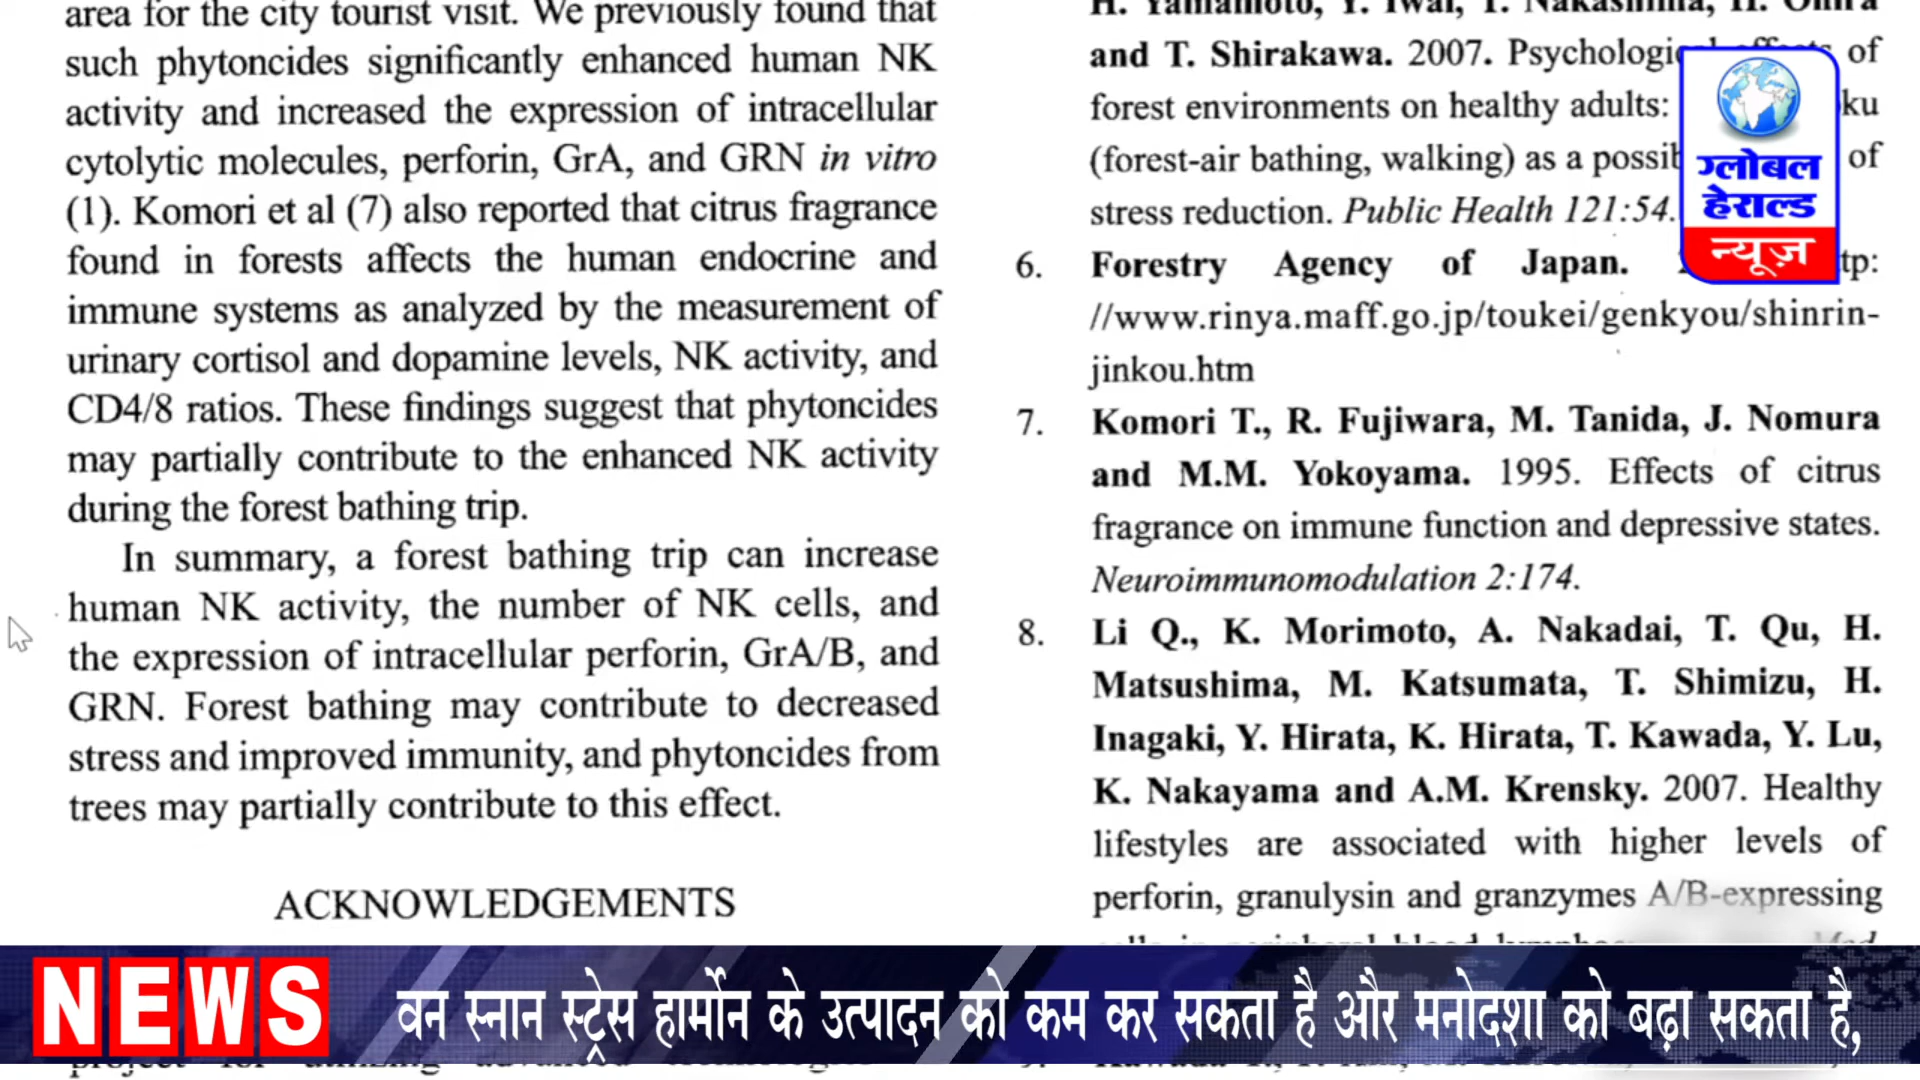 area for the city tourist visit. We previously found that
such phytoncides significantly enhanced human NK
activity and increased the expression of intracellular
cytolytic molecules, perforin, GrA, and GRN in vitro
(1). Komori et al (7) also reported that citrus fragrance
found in forests affects the human endocrine and
immune systems as analyzed by the measurement of
urinary cortisol and dopamine levels, NK activity, and
CD4/8 ratios. These findings suggest that phytoncides
may partially contribute to the enhanced NK activity
during the forest bathing trip.
In summary, a forest bathing trip can increase
human NK activity, the number of NK cells, and
the expression of intracellular perforin, GrA/B, and
GRN. Forest bathing may contribute to decreased
stress and improved immunity, and phytoncides from
trees may partially contribute to this effect.
ACKNOWLEDGEMENTS
H. Yamamoto, Y. Iwai, T. Nakashima, H. Ohira
and T. Shirakawa. 2007. Psychological effects of
forest environments on healthy adults: ku
(forest-air bathing, walking) as a of
stress reduction. Public Health 121:54.
6. Forestry Agency of Japan. tp:
//www.rinya.maff.go.jp/toukei/genkyou/shinrin-
jinkou.htm
7. Komori T., R. Fujiwara, M. Tanida, J. Nomura
and M.M. Yokoyama. 1995. Effects of citrus
fragrance on immune function and depressive states.
Neuroimmunomodulation 2:174.
8. Li Q., K. Morimoto, A. Nakadai, T. Qu, H.
Matsushima, M. Katsumata, T. Shimizu, H.
Inagaki, Y. Hirata, K. Hirata, T. Kawada, Y. Lu,
K. Nakayama and A.M. Krensky. 2007. Healthy
lifestyles are associated with higher levels of
perforin, granulysin and granzymes A/B-expressing
ग्लोबल
हेराल्ड
न्यूज़
NEWS वन स्नान स्ट्रेस हार्मोन के उत्पादन को कम कर सकता है और मनोदशा को बढ़ा सकता है,